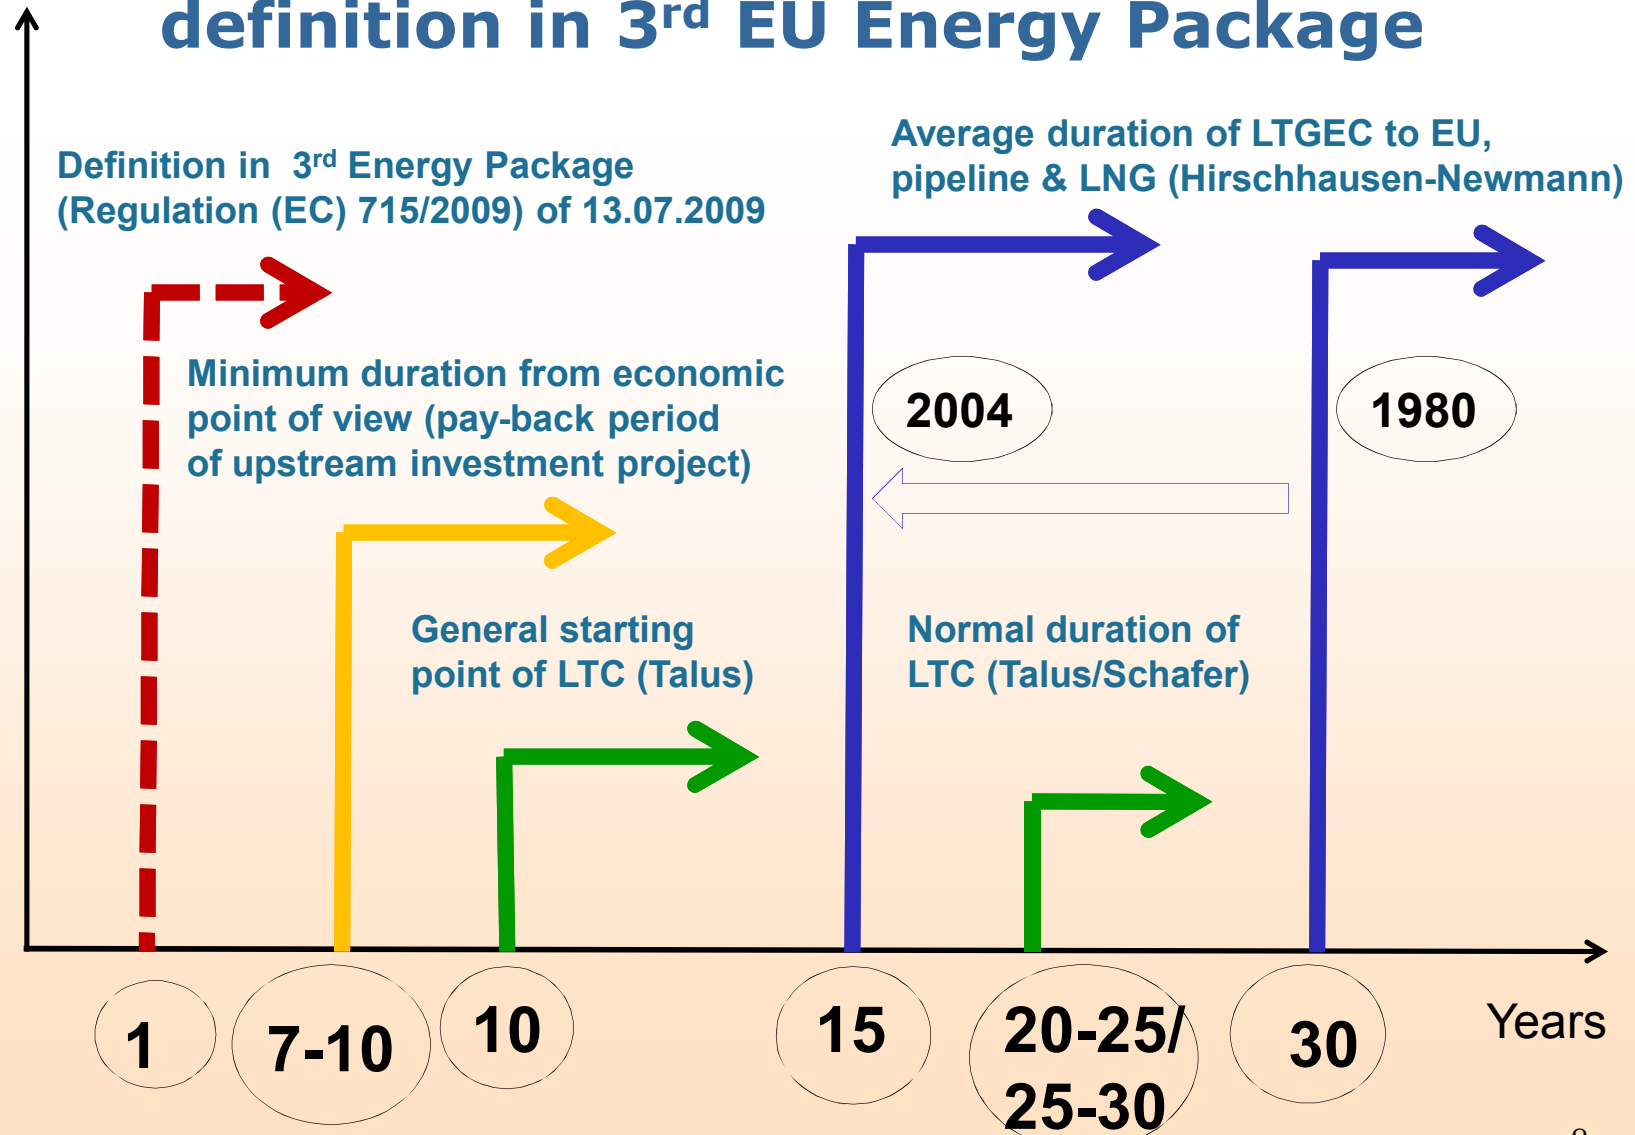 definition in 3rd EU Energy Package
Definition in 3rd Energy Package
(Regulation (EC) 715/2009) of 13.07.2009
Average duration of LTGEC to EU,
pipeline & LNG (Hirschhausen-Newmann)
Minimum duration from economic
point of view (pay-back period
of upstream investment project)
2004
1980
General starting
point of LTC (Talus)
Normal duration of
LTC (Talus/Schafer)
1
7-10
10
15
20-25/
25-30
30
Years